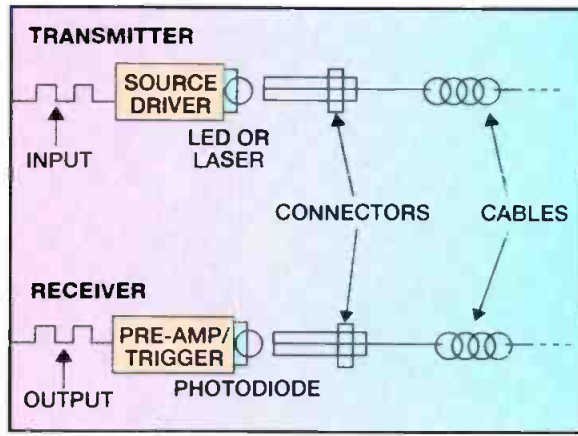 TRANSMITTER
SOURCE
DRIVER
INPUT
LED OR
LASER
CONNECTORS
CABLES
RECEIVER
PRE-AMP/
TRIGGER
OUTPUT
PHOTODIODE